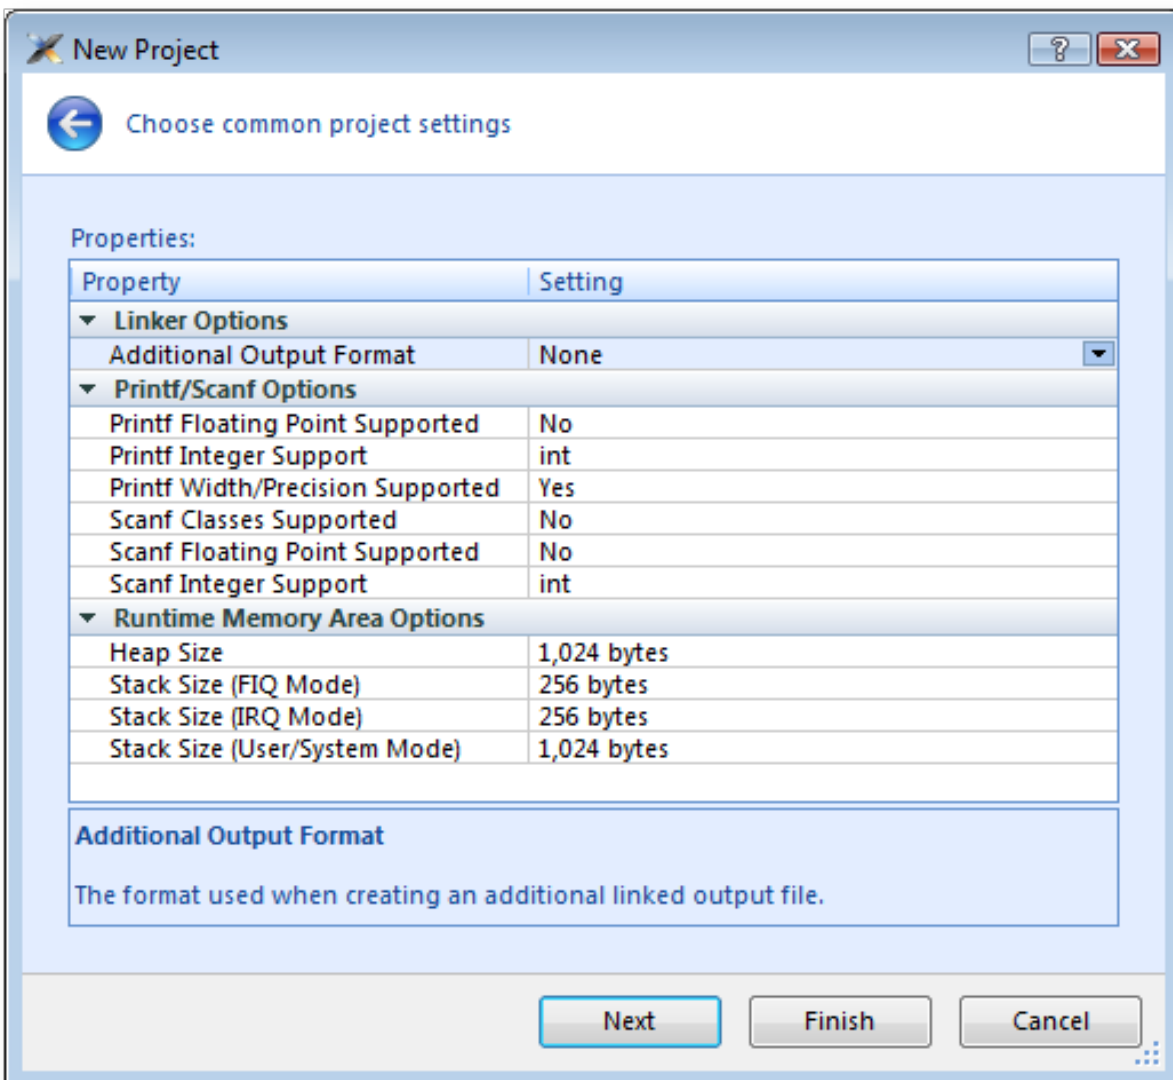 New Project
Choose common project settings
Properties:
Property Setting
Linker Options
Additional Output Format None
Printf/Scanf Options
Printf Floating Point Supported No
Printf Integer Support int
Printf Width/Precision Supported Yes
Scanf Classes Supported No
Scanf Floating Point Supported No
Scanf Integer Support int
Runtime Memory Area Options
Heap Size 1,024 bytes
Stack Size (FIQ Mode) 256 bytes
Stack Size (IRQ Mode) 256 bytes
Stack Size (User/System Mode) 1,024 bytes
Additional Output Format
The format used when creating an additional linked output file.
Next Finish Cancel